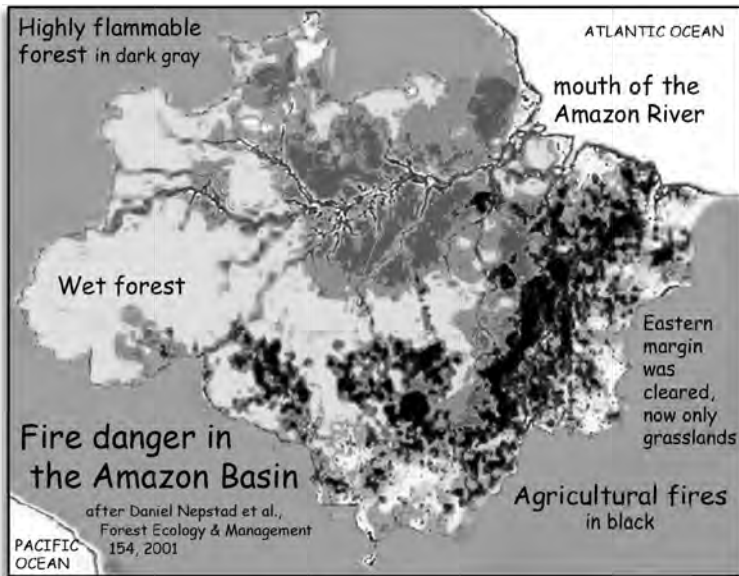 Highly flammable
forest in dark gray
ATLANTIC OCEAN
mouth of the
Amazon River
Wet forest
Eastern
margin
was
cleared,
now only
grasslands
Fire danger in
the Amazon Basin
after Daniel Nepstad et al.,
Forest Ecology & Management
154, 2001
Agricultural fires
in black
PACIFIC
OCEAN